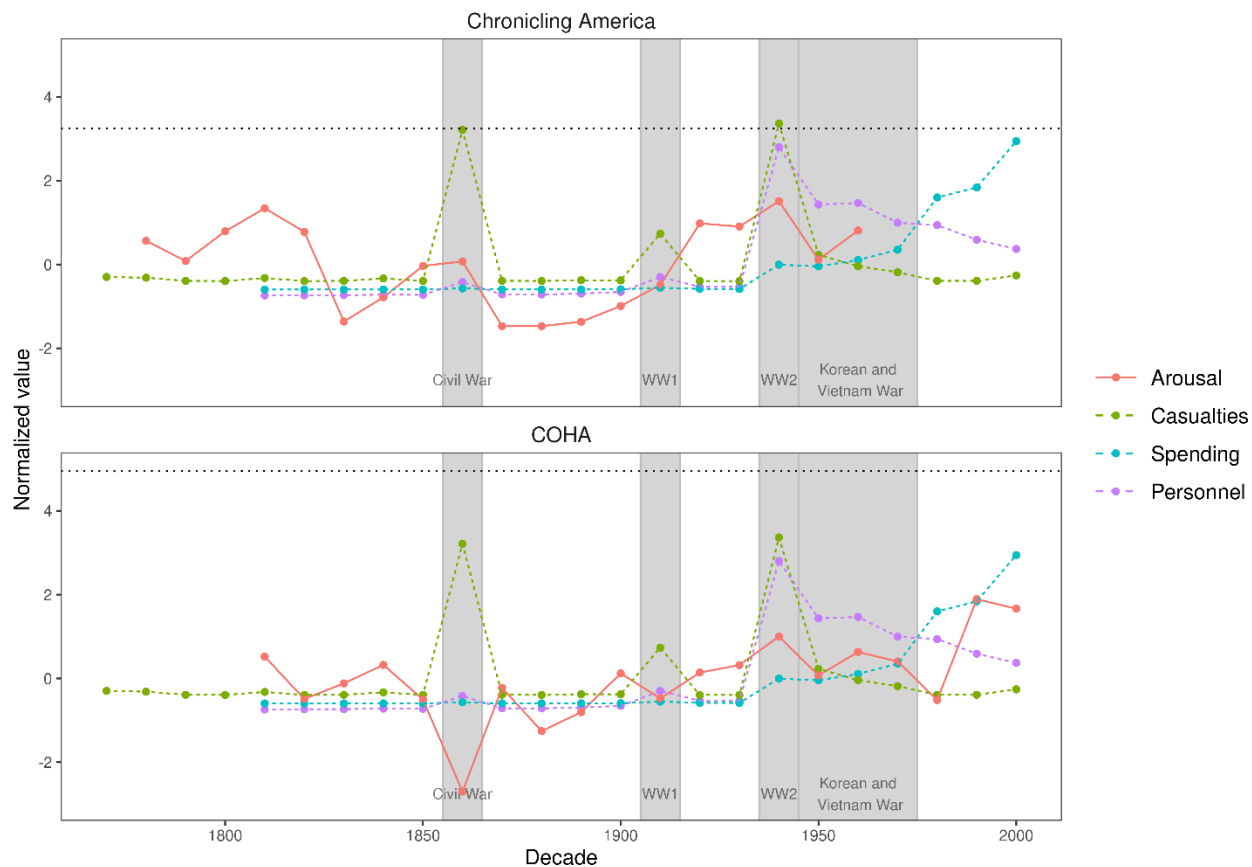 Chronicling America
4
2
0
-2
Civil War
WW1
WW2
Korean and
Vietnam War
COHA
4
2
0
-2
Civil War
WW1
WW2
Korean and
Vietnam War
1800
1850
1900
1950
2000
Decade
Normalized value
Arousal
Casualties
Spending
Personnel